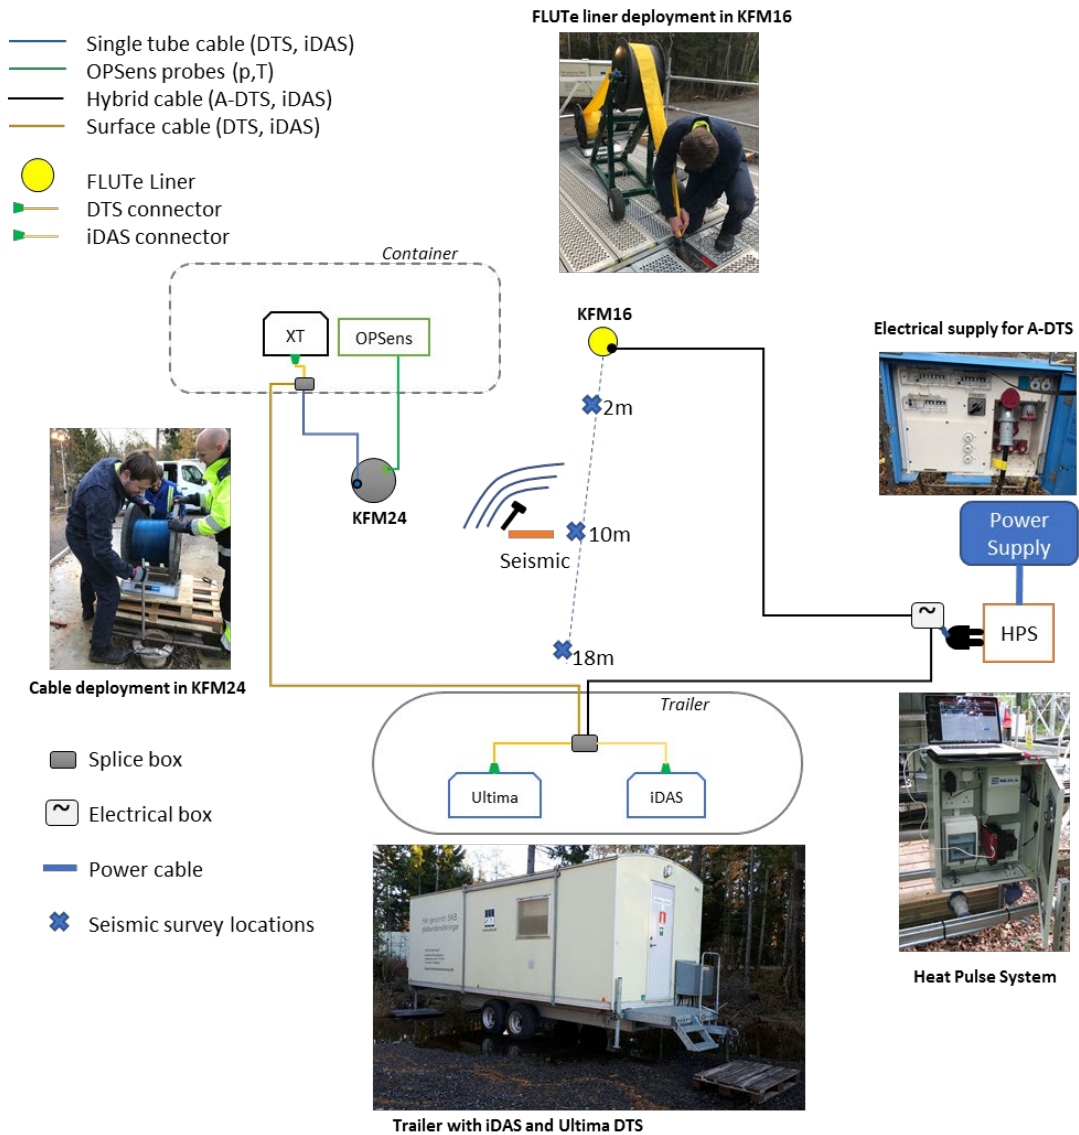 FLUTe liner deployment in KFM16
Single tube cable (DTS, iDAS)
OPSens probes (p,T)
Hybrid cable (A-DTS, iDAS)
Surface cable (DTS, iDAS)
FLUTe Liner
DTS connector
iDAS connector
Container
XT
OPSens
KFM16
Electrical supply for A-DTS
2m
KFM24
10m
Seismic
Power
Supply
~
HPS
18m
Cable deployment in KFM24
Trailer
Ultima
iDAS
Splice box
~
Electrical box
Power cable
Seismic survey locations
Heat Pulse System
Trailer with iDAS and Ultima DTS